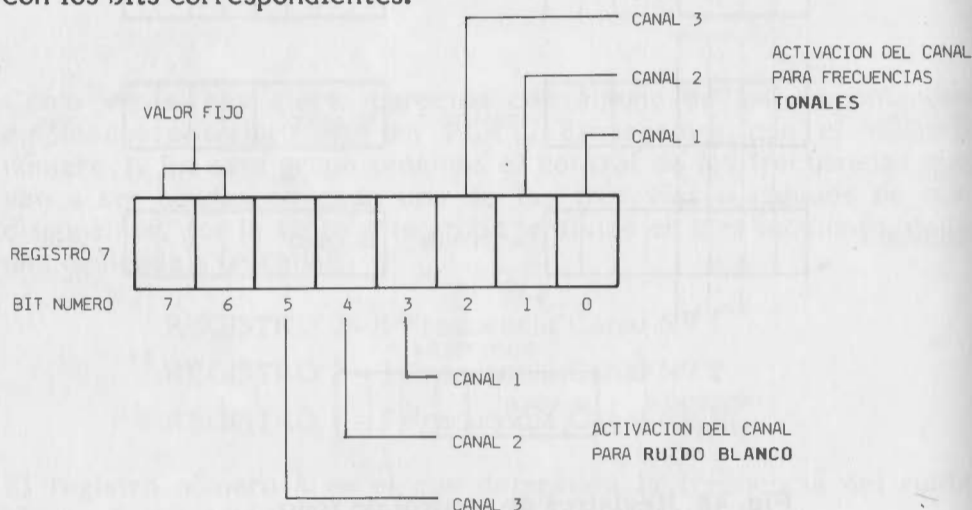 con los bits correspondientes.
CANAL 3
CANAL 2
CANAL 1
ACTIVACION DEL CANAL
PARA FRECUENCIAS
TONALES
VALOR FIJO
REGISTRO 7
BIT NUMERO 7 6 5 4 3 2 1 0
CANAL 1
CANAL 2
CANAL 3
ACTIVACION DEL CANAL
PARA RUIDO BLANCO